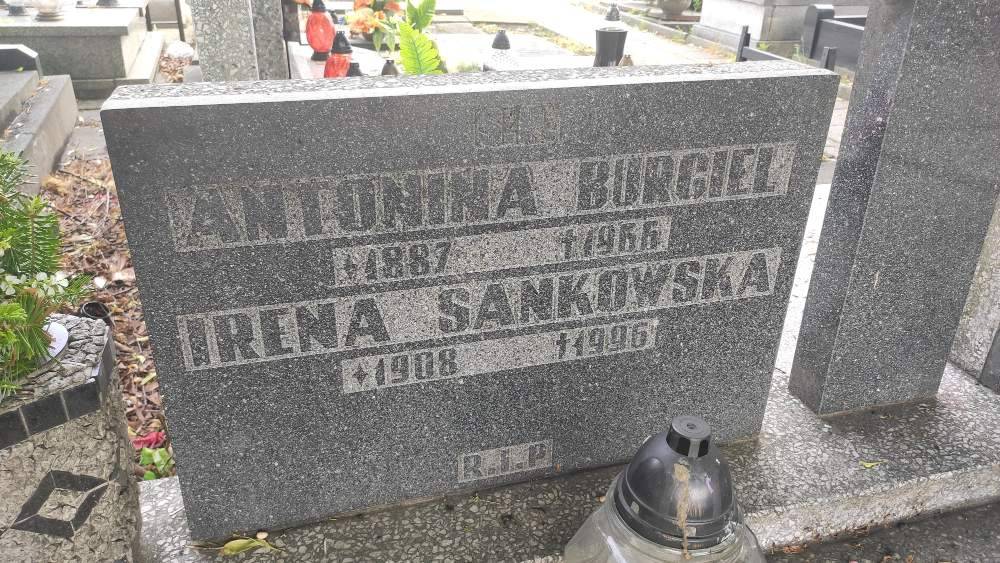 Ś.P.
ANTONINA BURGIEL
*1887 †1966
IRENA SANKOWSKA
*1908 †1996
R.I.P